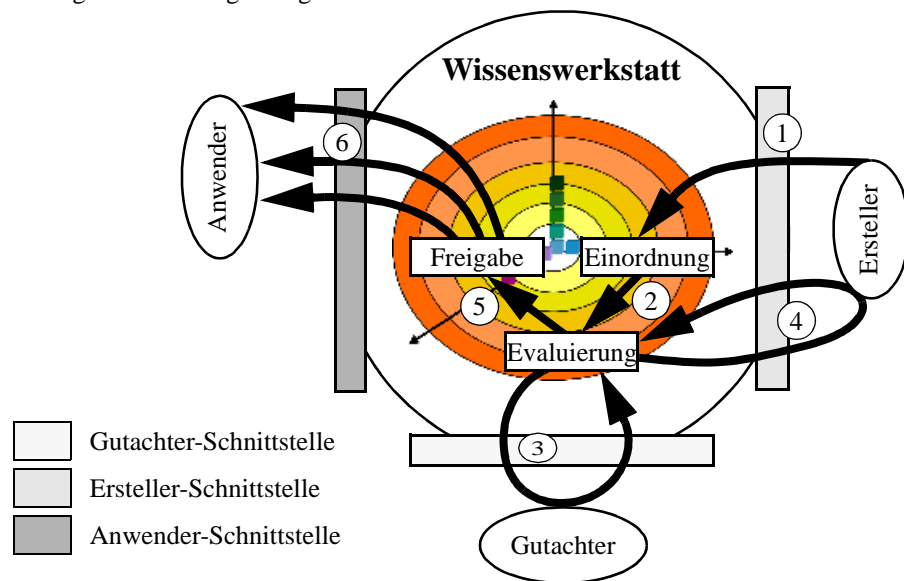 Wissenswerkstatt
1
6
Anwender
Ersteller
Freigabe
Einordnung
5
2
4
Evaluierung
3
Gutachter-Schnittstelle
Ersteller-Schnittstelle
Anwender-Schnittstelle
Gutachter